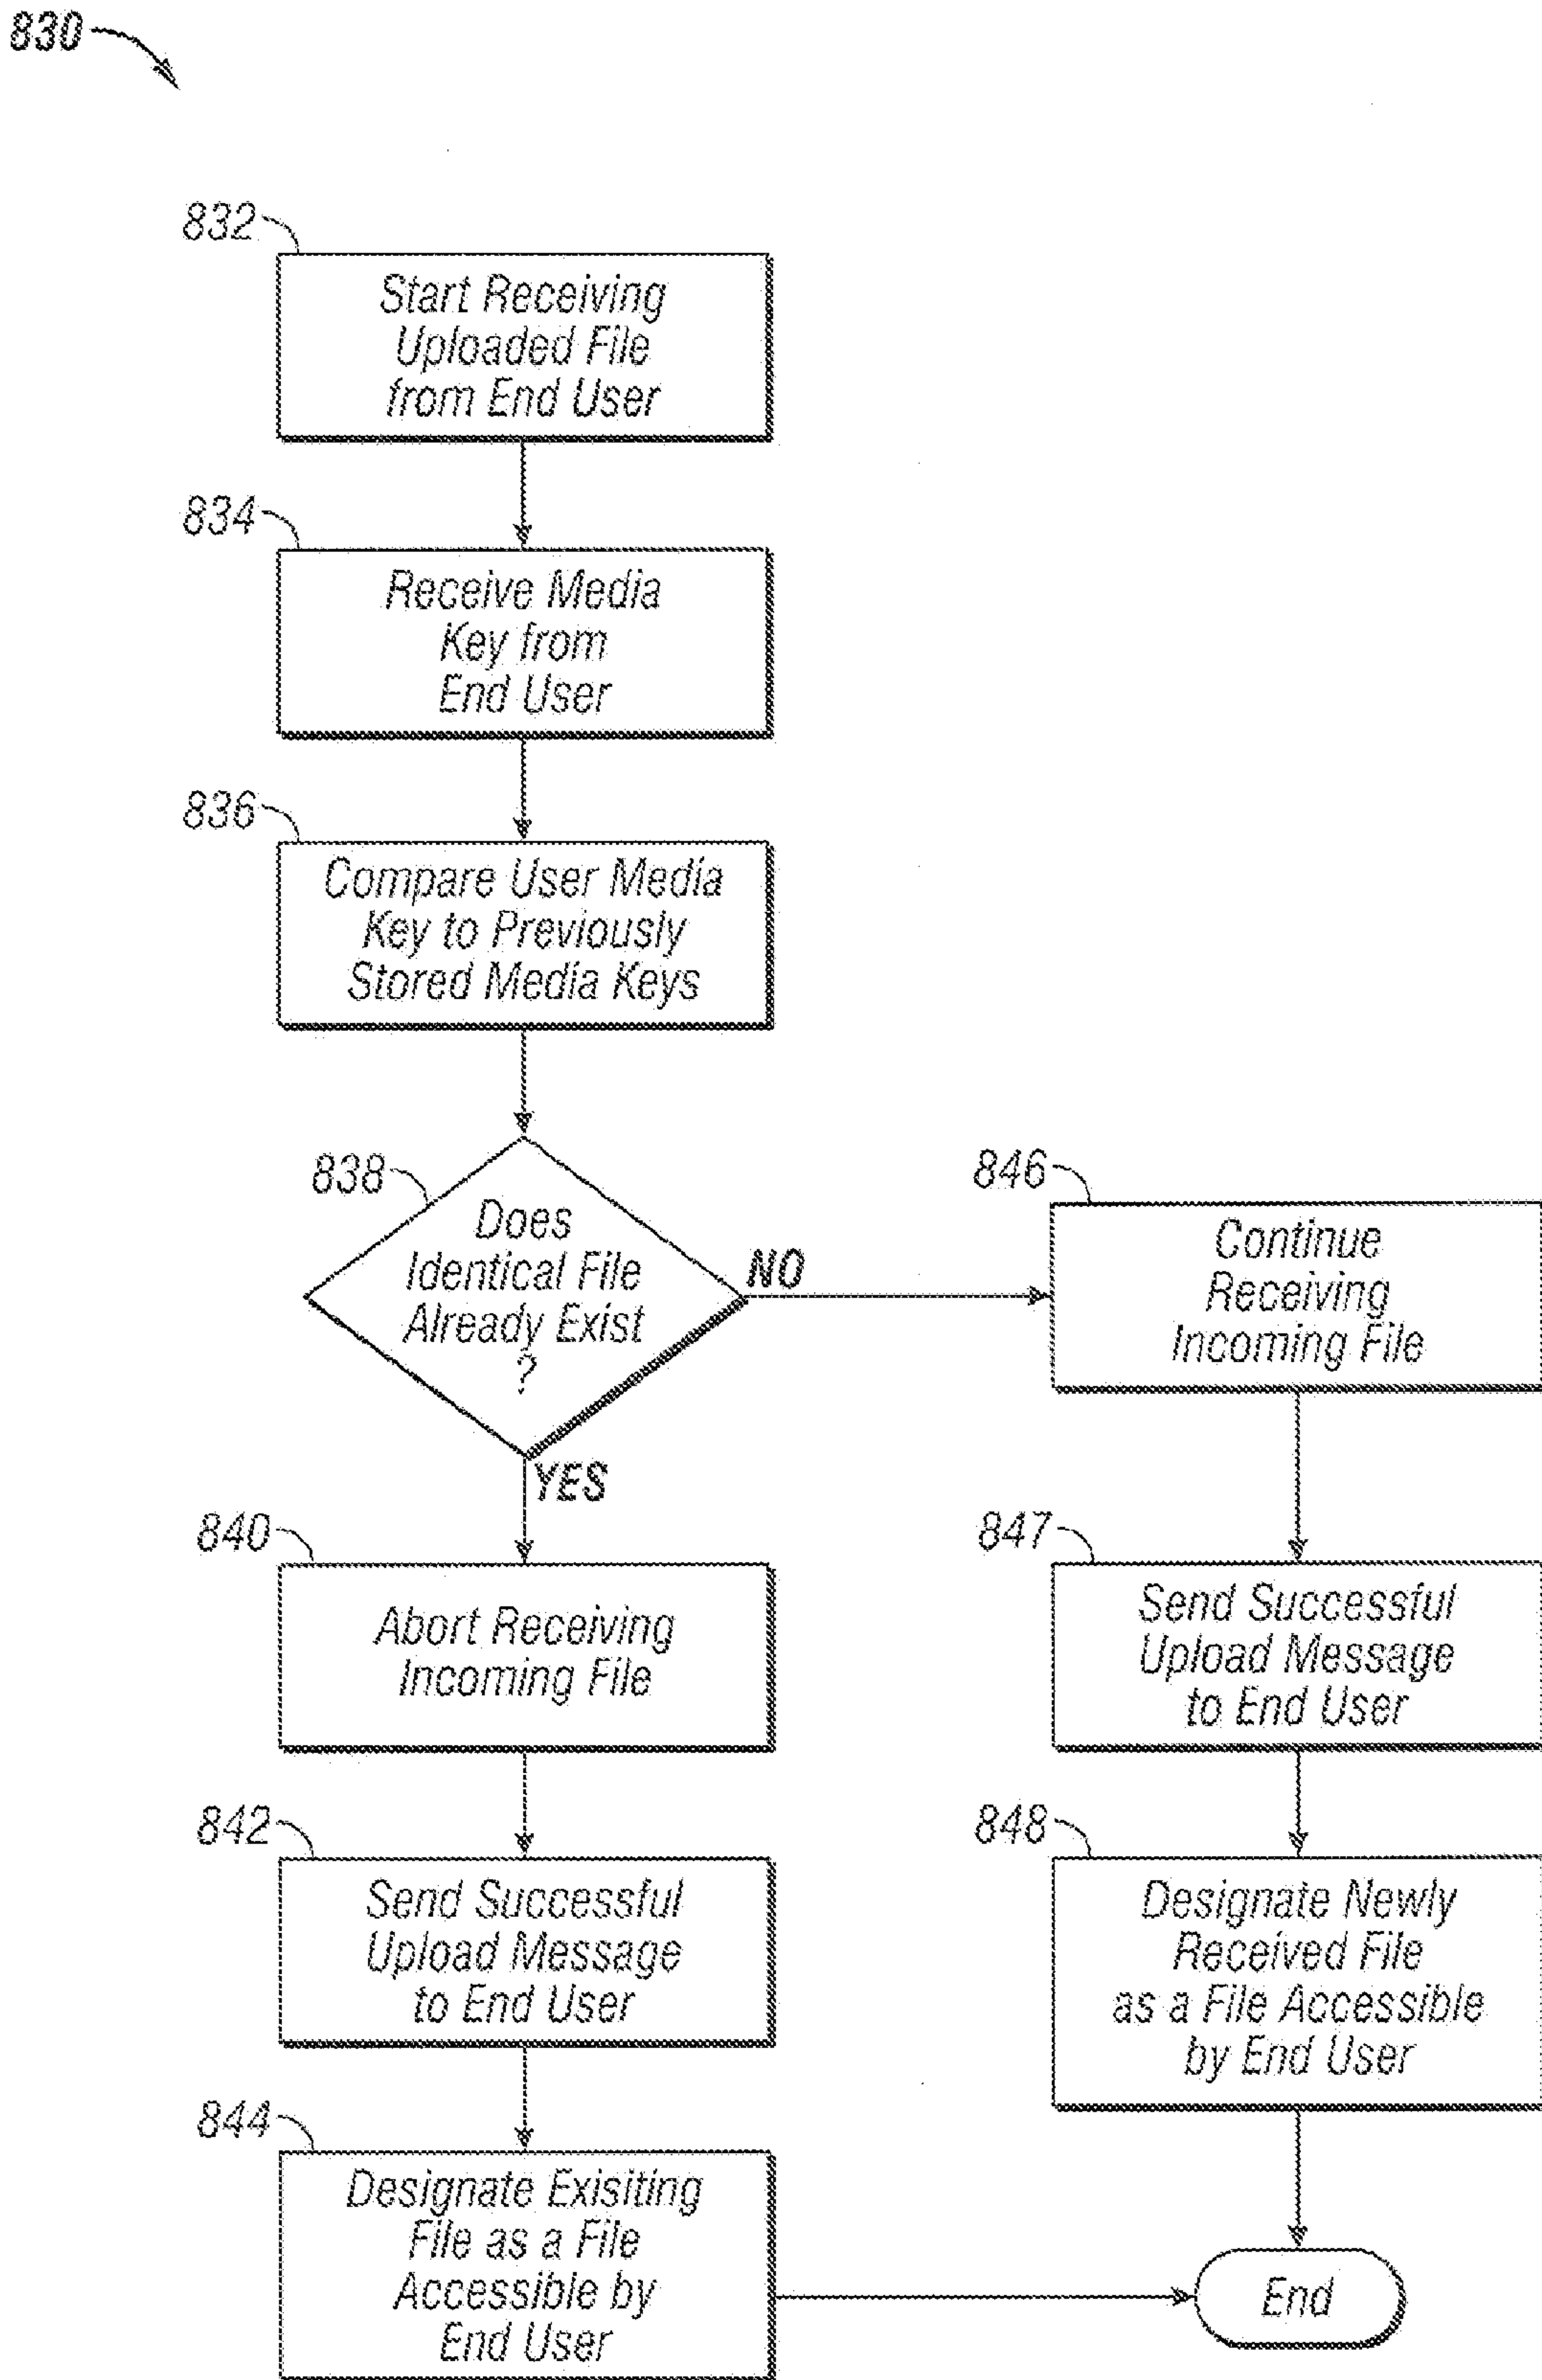 830
832
Start Receiving
Uploaded File
from End User
834
Receive Media
Key from
End User
836
Compare User Media
Key to Previously
Stored Media Keys
838
Does
Identical File
Already Exist
?
NO
YES
846
Continue
Receiving
Incoming File
840
Abort Receiving
Incoming File
847
Send Successful
Upload Message
to End User
842
Send Successful
Upload Message
to End User
848
Designate Newly
Received File
as a File Accessible
by End User
844
Designate Exisiting
File as a File
Accessible by
End User
End